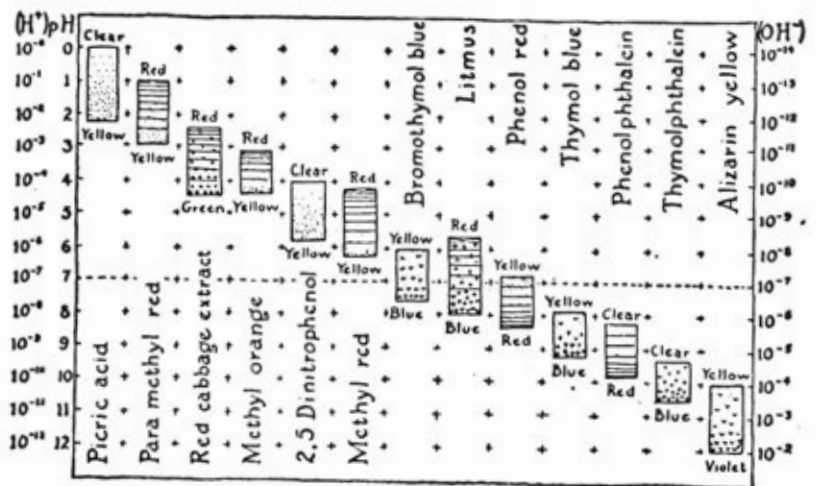 (H⁺) pH (OH⁻)
10⁻⁰ 0 10⁻¹⁴
10⁻¹ 1 10⁻¹³
10⁻² 2 10⁻¹²
10⁻³ 3 10⁻¹¹
10⁻⁴ 4 10⁻¹⁰
10⁻⁵ 5 10⁻⁹
10⁻⁶ 6 10⁻⁸
10⁻⁷ 7 10⁻⁷
10⁻⁸ 8 10⁻⁶
10⁻⁹ 9 10⁻⁵
10⁻¹⁰ 10 10⁻⁴
10⁻¹¹ 11 10⁻³
10⁻¹² 12 10⁻²
Clear
Yellow
Picric acid
Red
Yellow
Para methyl red
Red
Green
Red cabbage extract
Red
Yellow
Methyl orange
Clear
Yellow
2,5 Dinitrophenol
Red
Yellow
Methyl red
Bromothymol blue
Yellow
Blue
Litmus
Red
Blue
Phenol red
Yellow
Red
Thymol blue
Yellow
Blue
Phenolphthalein
Clear
Red
Thymolphthalein
Clear
Blue
Alizarin yellow
Yellow
Violet